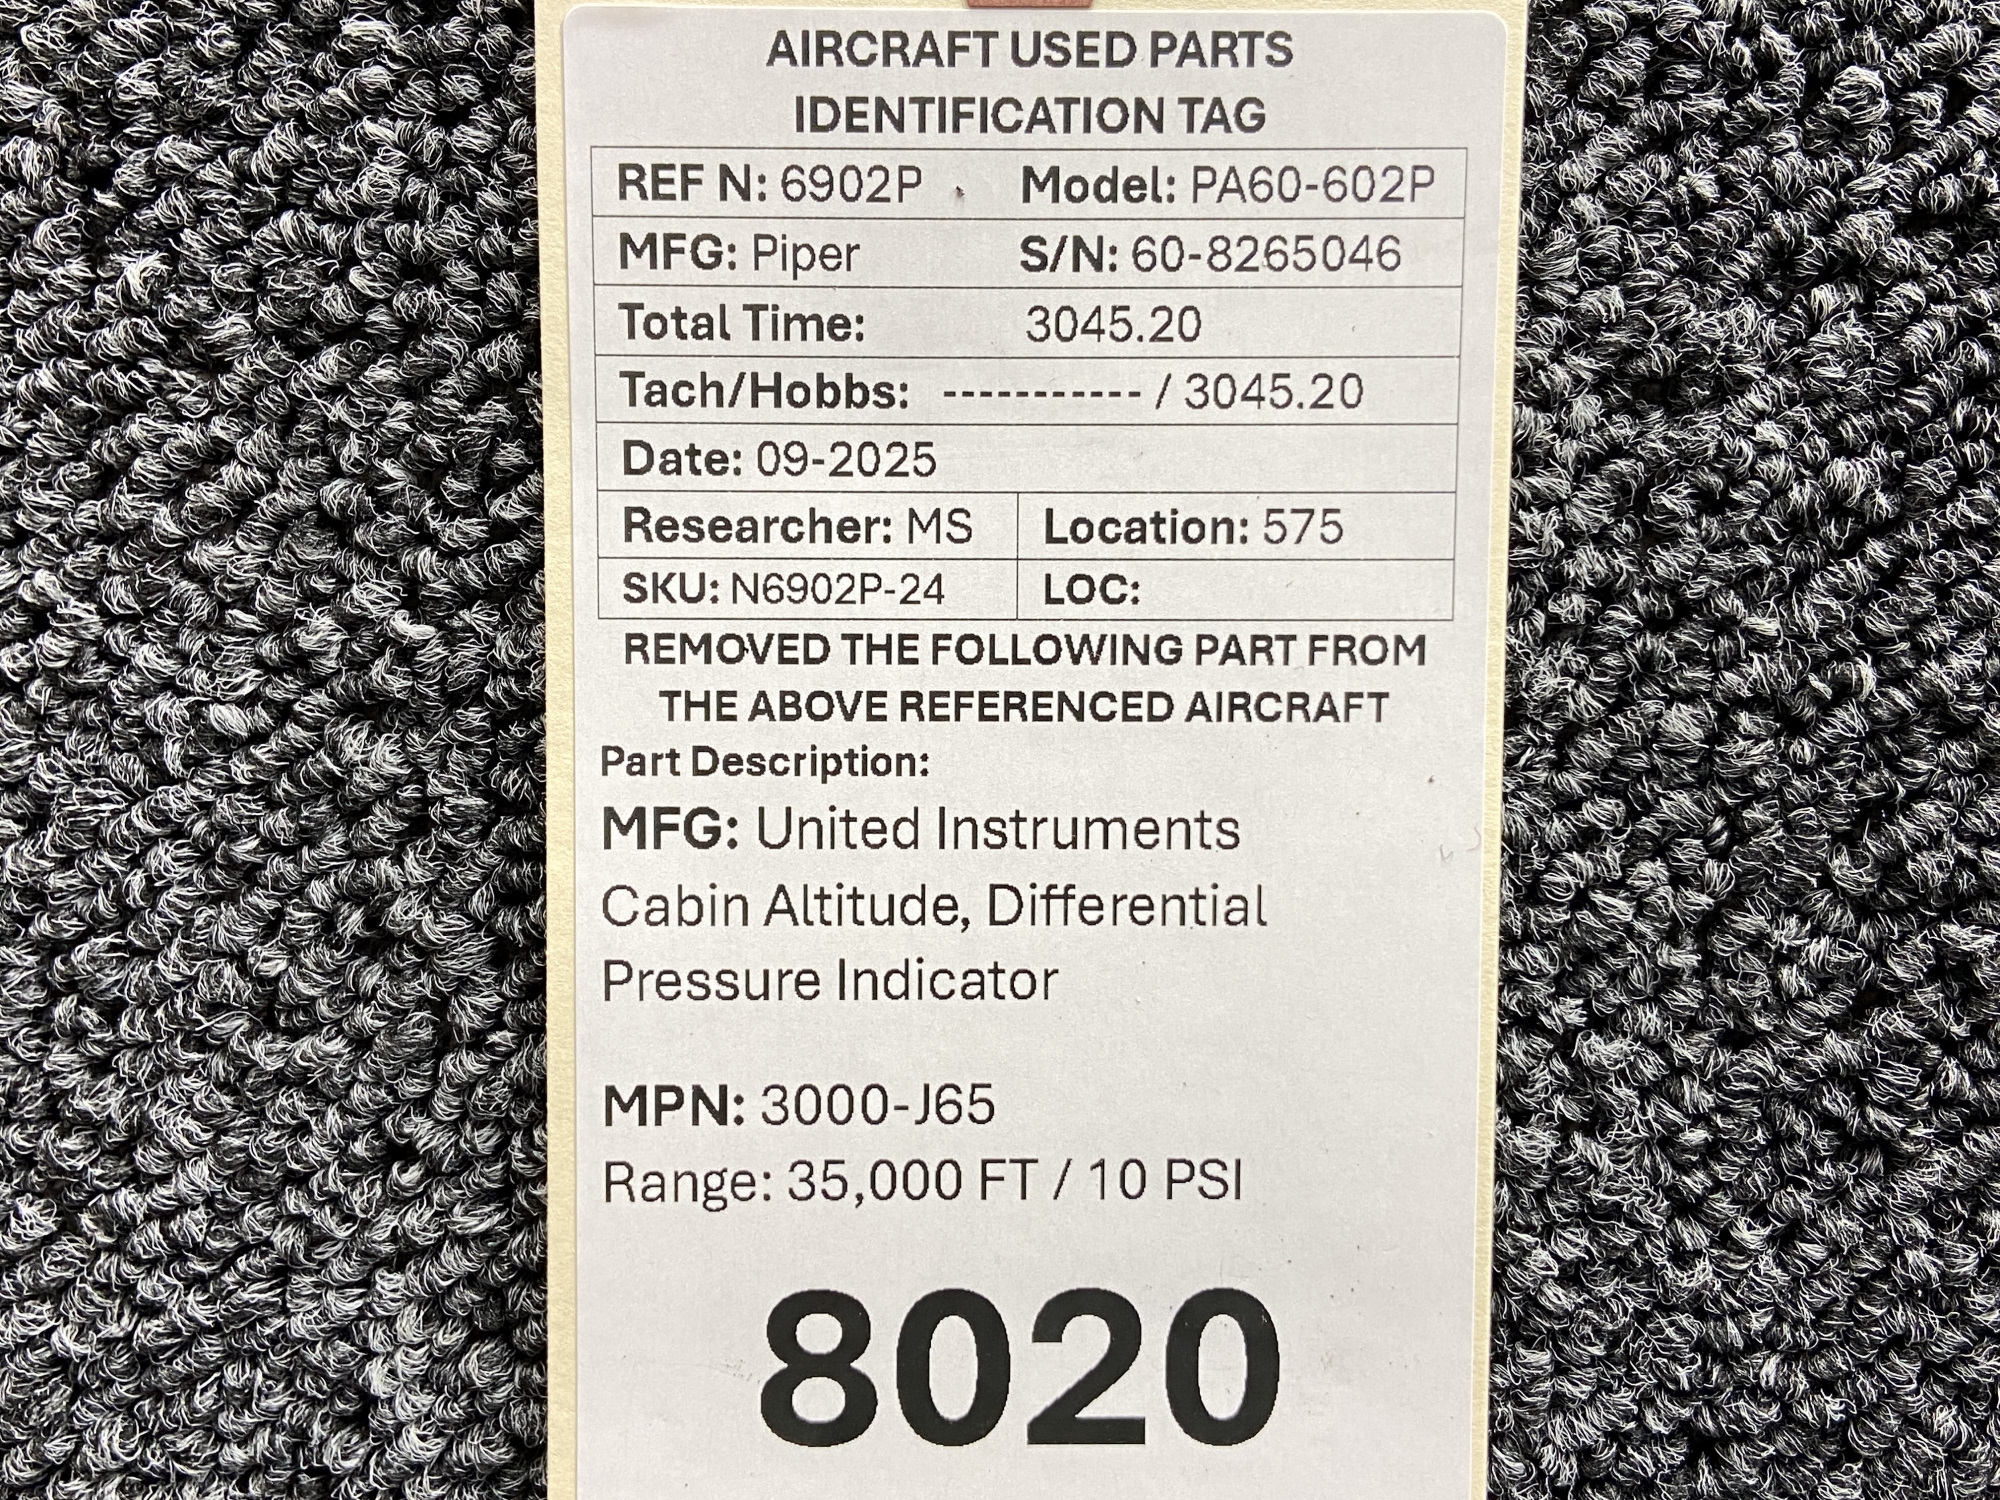 AIRCRAFT USED PARTS
IDENTIFICATION TAG
REF N: 6902P Model: PA60-602P
MFG: Piper S/N: 60-8265046
Total Time: 3045.20
Tach/Hobbs: ----------- / 3045.20
Date: 09-2025
Researcher: MS Location: 575
SKU: N6902P-24 LOC:
REMOVED THE FOLLOWING PART FROM
THE ABOVE REFERENCED AIRCRAFT
Part Description:
MFG: United Instruments
Cabin Altitude, Differential
Pressure Indicator
MPN: 3000-J65
Range: 35,000 FT / 10 PSI
8020